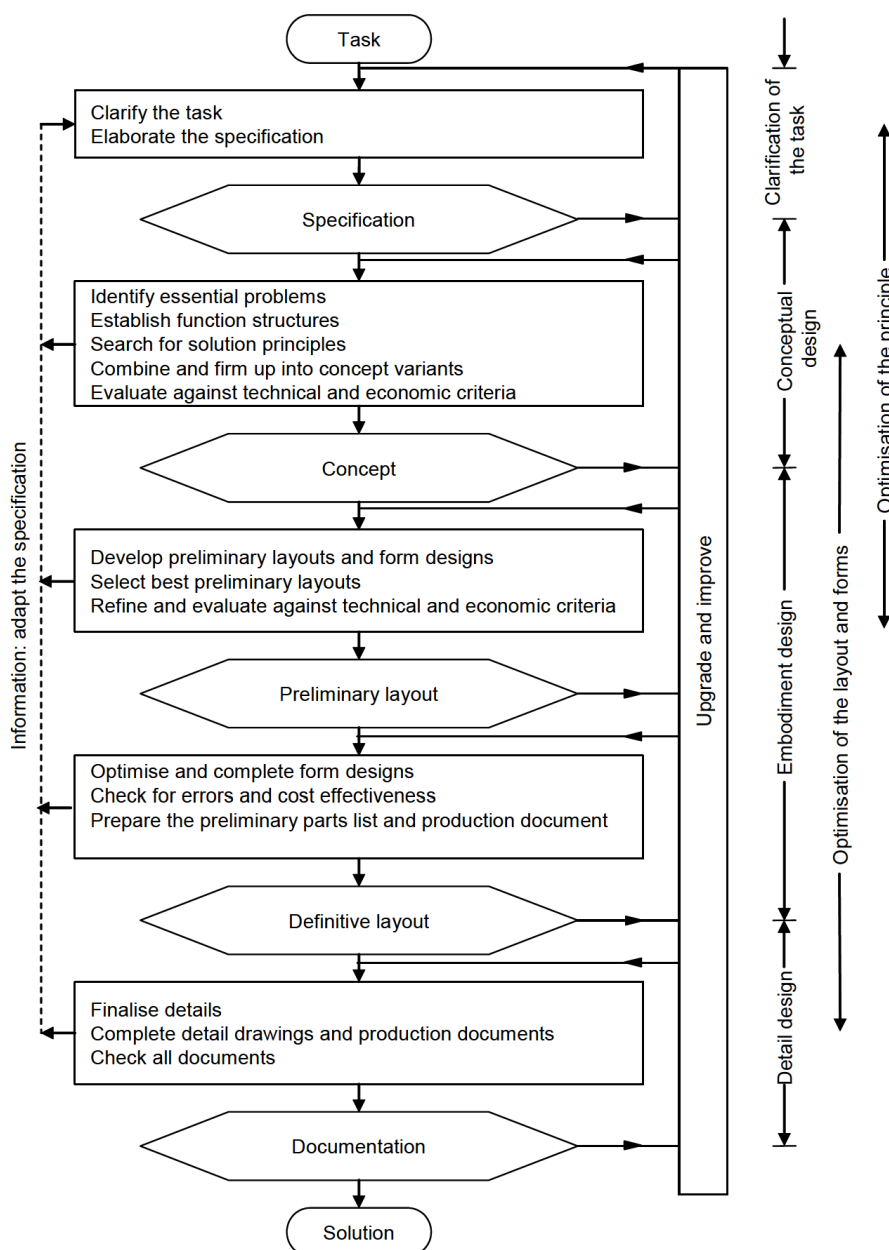 Task
Clarify the task
Elaborate the specification
Specification
Identify essential problems
Establish function structures
Search for solution principles
Combine and firm up into concept variants
Evaluate against technical and economic criteria
Concept
Develop preliminary layouts and form designs
Select best preliminary layouts
Refine and evaluate against technical and economic criteria
Preliminary layout
Optimise and complete form designs
Check for errors and cost effectiveness
Prepare the preliminary parts list and production document
Definitive layout
Finalise details
Complete detail drawings and production documents
Check all documents
Documentation
Solution
Information: adapt the specification
Upgrade and improve
Clarification of
the task
Conceptual
design
Embodiment design
Detail design
Optimisation of the layout and forms
Optimisation of the principle